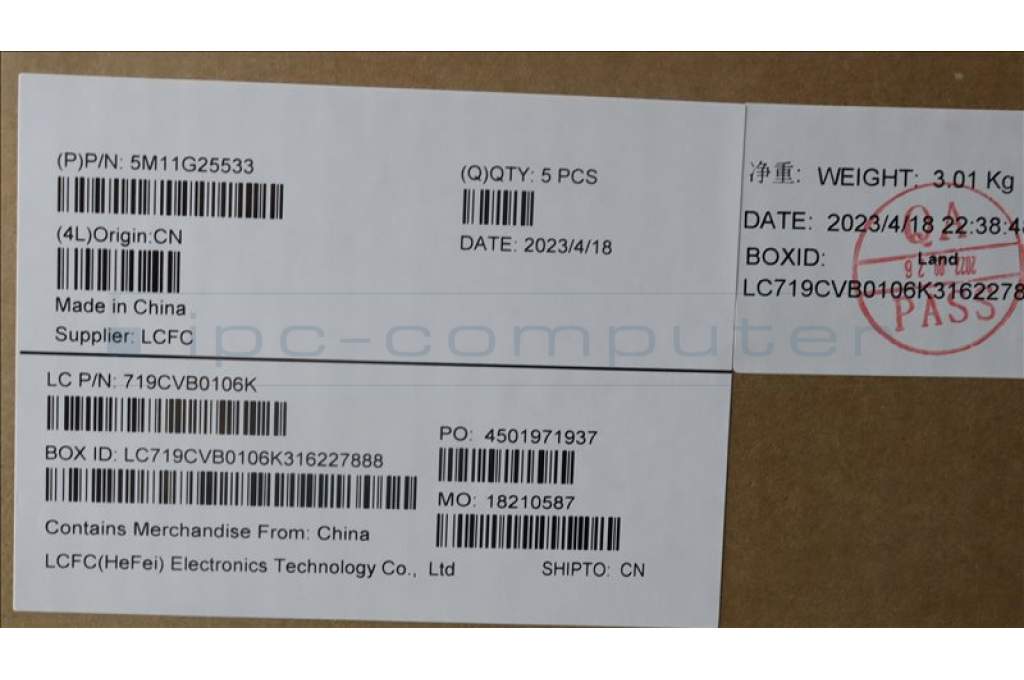 (P)P/N: 5M11G25533
(4L)Origin:CN
Made in China
Supplier: LCFC
(Q)QTY: 5 PCS
DATE: 2023/4/18
净重: WEIGHT: 3.01 Kg
DATE: 2023/4/18 22:38:4
BOXID:
Land
LC719CVB0106K3162278
QA
PASS
ipc-computer
LC P/N: 719CVB0106K
BOX ID: LC719CVB0106K316227888
Contains Merchandise From: China
LCFC(HeFei) Electronics Technology Co., Ltd
PO: 4501971937
MO: 18210587
SHIPTO: CN